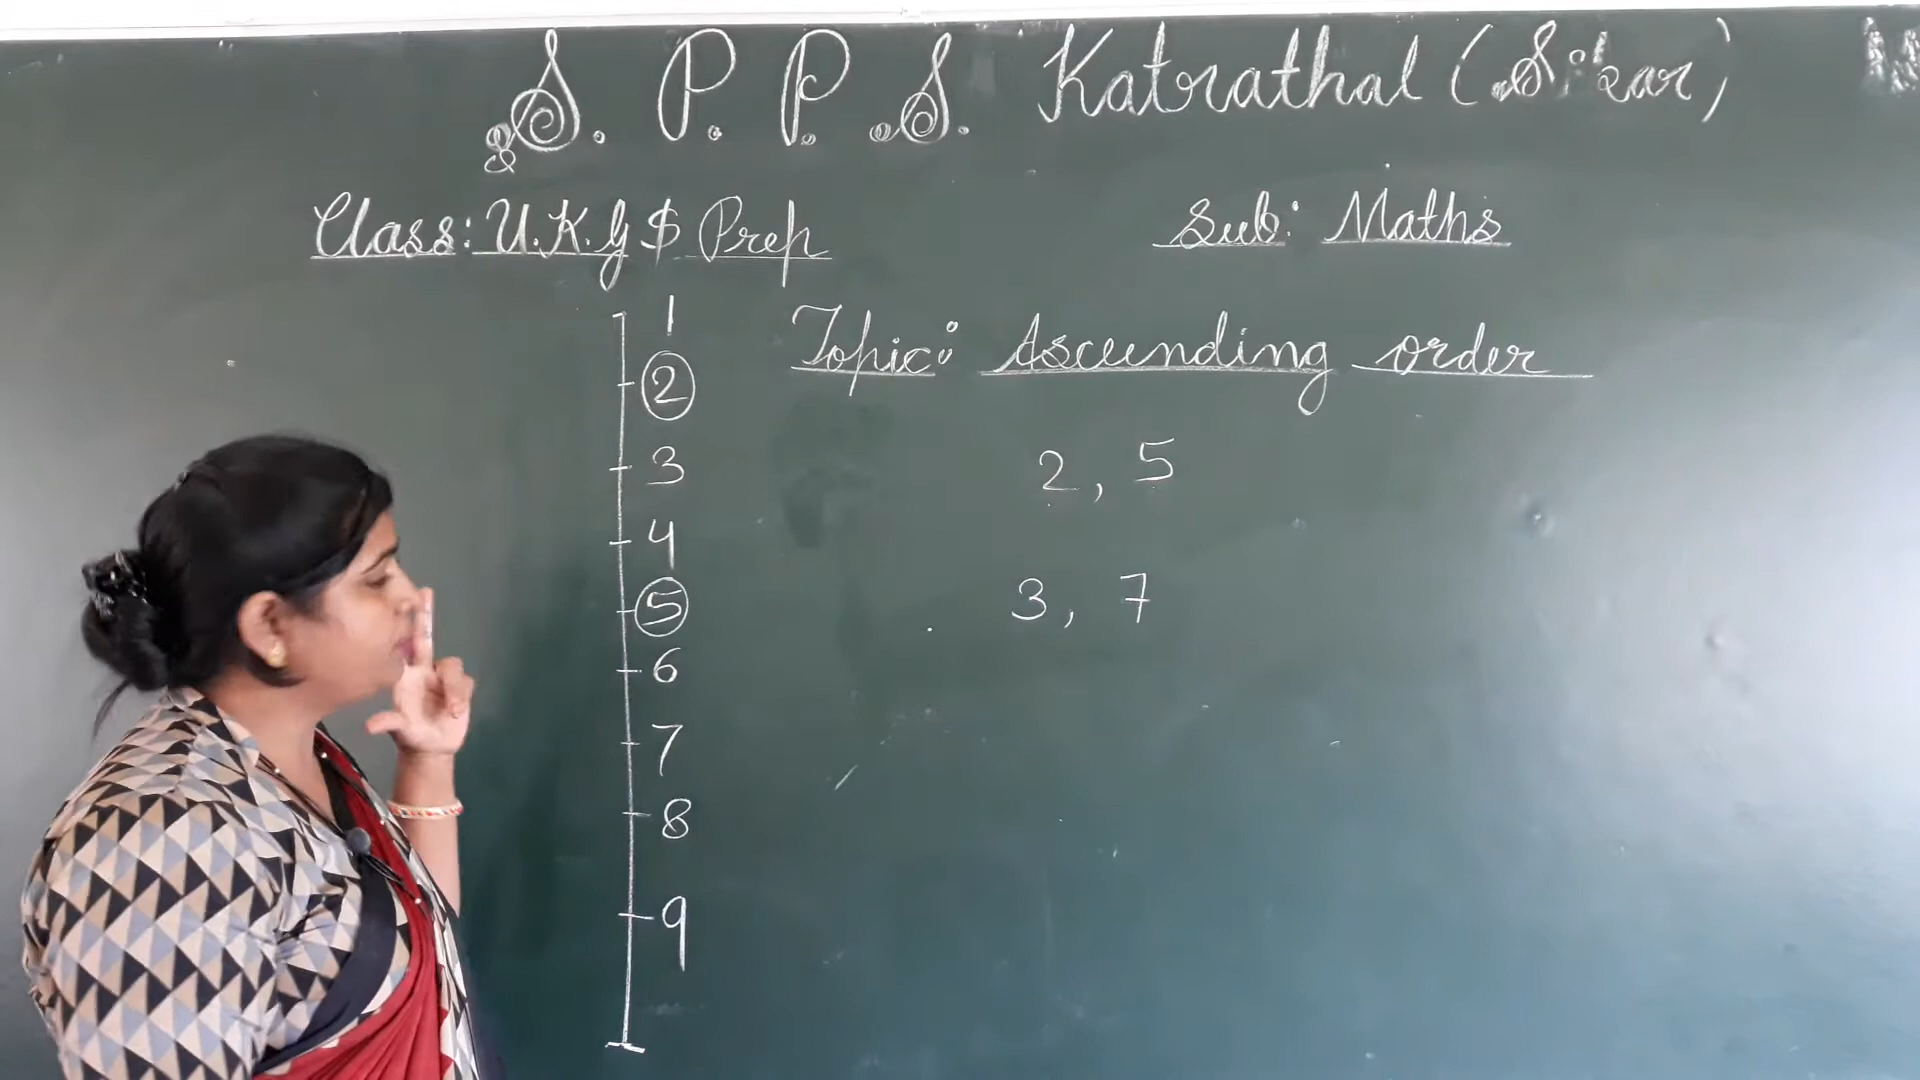 S. P. P. S. Katrathal (Sikar)
Class: U.K.G $ Prep
Sub: Maths
Topic: Ascending order
1
2
3
4
5
6
7
8
9
2, 5
3, 7